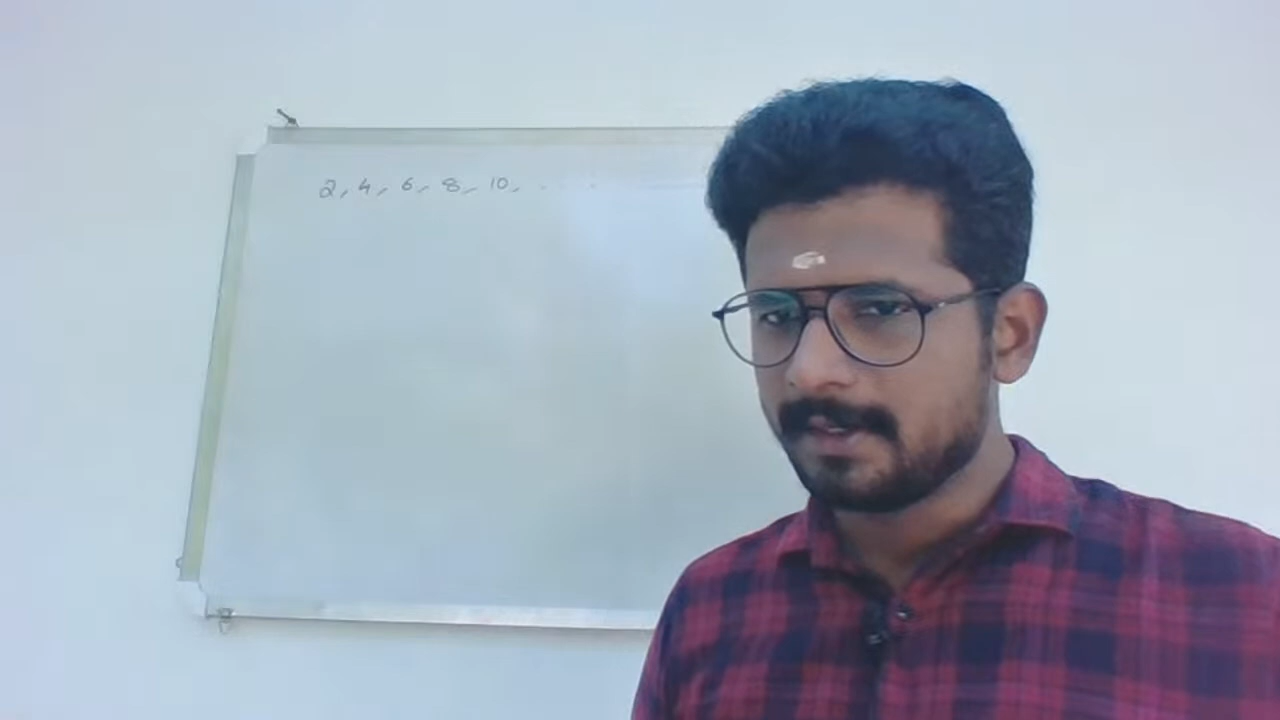 2, 4, 6, 8, 10, . . .